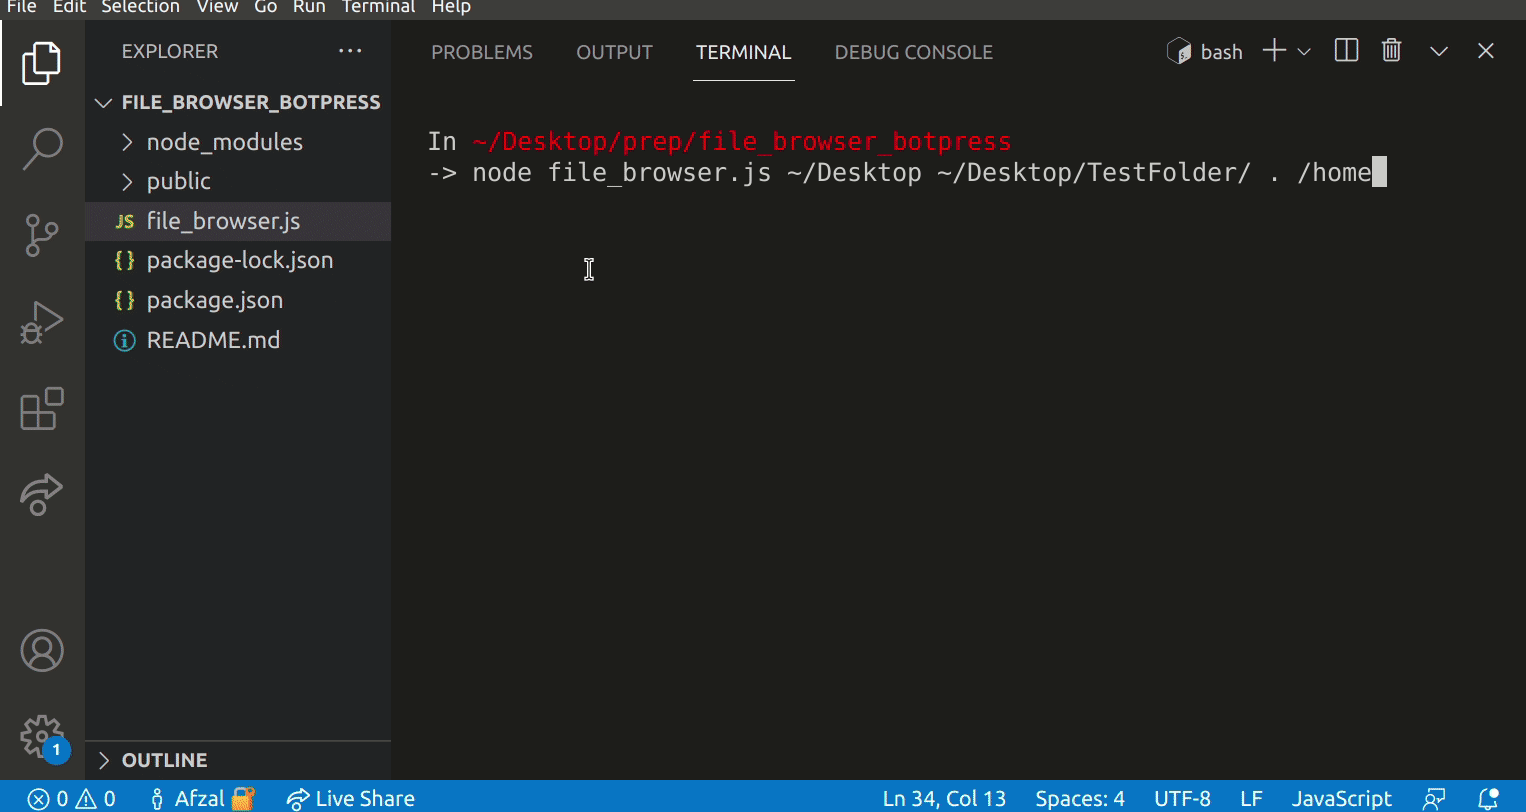 File Edit Selection View Go Run Terminal Help
EXPLORER ...
FILE_BROWSER_BOTPRESS
node_modules
public
JS file_browser.js
{} package-lock.json
{} package.json
README.md
OUTLINE
PROBLEMS OUTPUT TERMINAL DEBUG CONSOLE
bash
In ~/Desktop/prep/file_browser_botpress
-> node file_browser.js ~/Desktop ~/Desktop/TestFolder/ . /home
1
0 0 Afzal Live Share Ln 34, Col 13 Spaces: 4 UTF-8 LF JavaScript